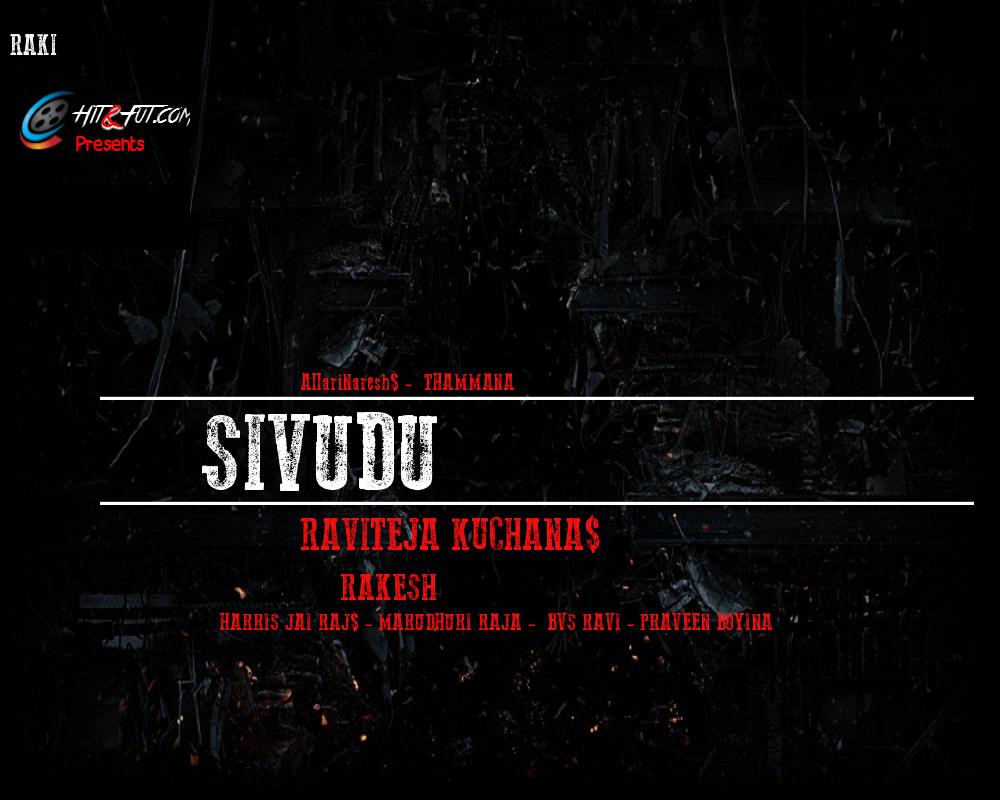 RAKI
HIT&FUT.COM
Presents
AllariNaresh$ - THAMMANA
SIVUDU
RAVITEJA KUCHANA$
RAKESH
HARRIS JAI RAJ$ - MARUDHURI RAJA - BVS RAVI - PRAVEEN BOYINA